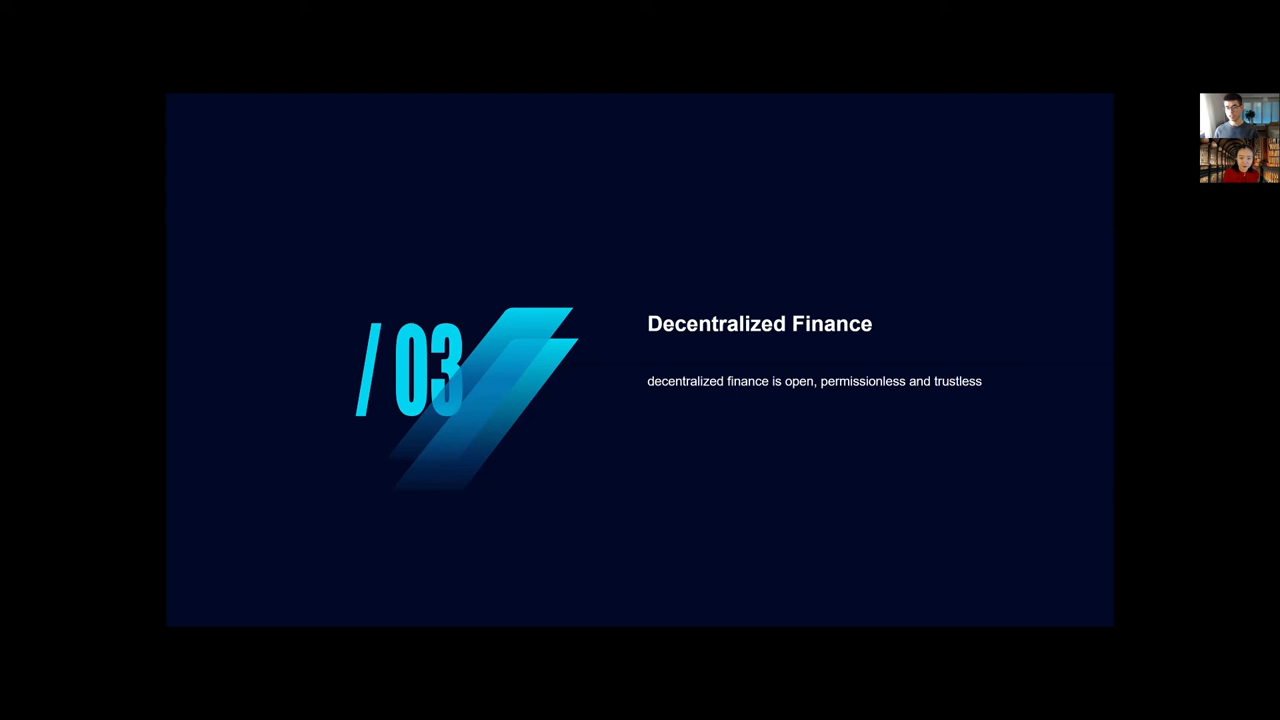 / 03
Decentralized Finance
decentralized finance is open, permissionless and trustless